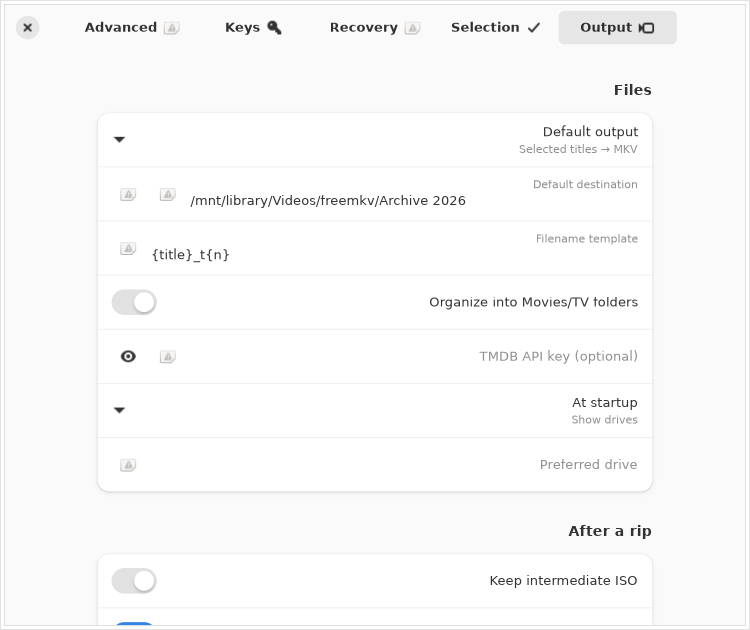 Advanced
Keys
Recovery
Selection
Output
Files
Default output
Selected titles → MKV
Default destination
/mnt/library/Videos/freemkv/Archive 2026
Filename template
{title}_t{n}
Organize into Movies/TV folders
TMDB API key (optional)
At startup
Show drives
Preferred drive
After a rip
Keep intermediate ISO